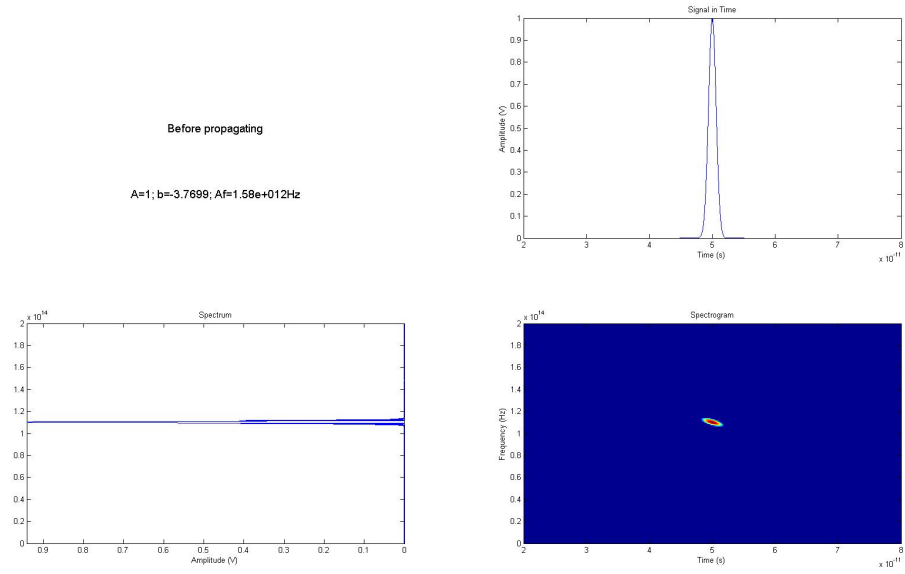 Before propagating
A=1; b=-3.7699; Af=1.58e+012Hz
Signal in Time
Amplitude (V)
1
0.9
0.8
0.7
0.6
0.5
0.4
0.3
0.2
0.1
0
2 3 4 5 6 7 8
Time (s)
x 10^-11
Spectrum
x 10^14
2
1.8
1.6
1.4
1.2
1
0.8
0.6
0.4
0.2
0
0.9 0.8 0.7 0.6 0.5 0.4 0.3 0.2 0.1 0
Amplitude (V)
Spectrogram
x 10^14
Frequency (Hz)
2
1.8
1.6
1.4
1.2
1
0.8
0.6
0.4
0.2
0
2 3 4 5 6 7 8
Time (s)
x 10^-11